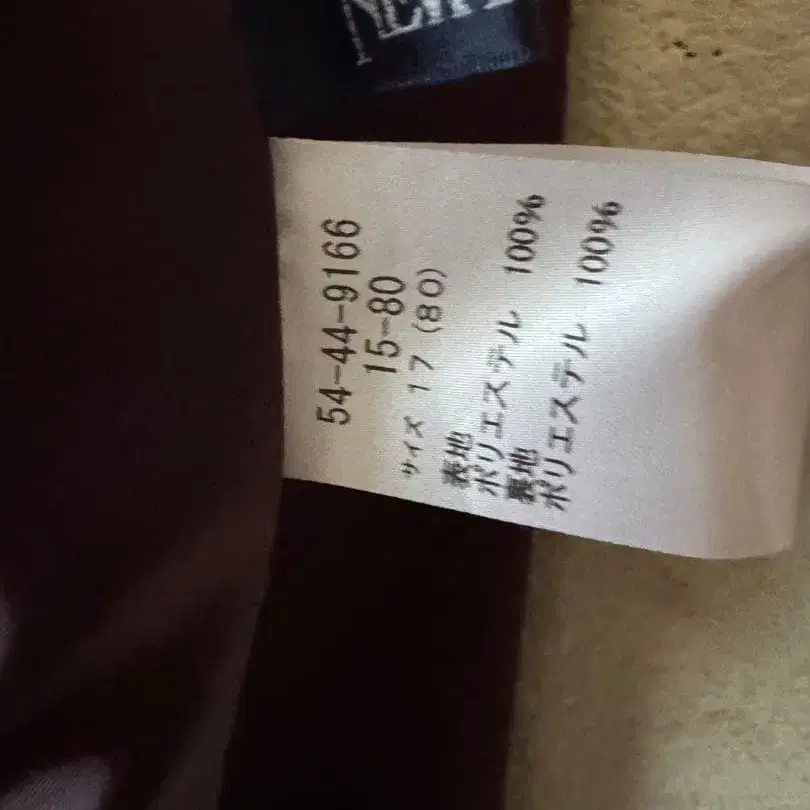 NEW
54-44-9166
15-80
サイズ 17 (80)
表地
ポリエステル 100%
裏地
ポリエステル 100%